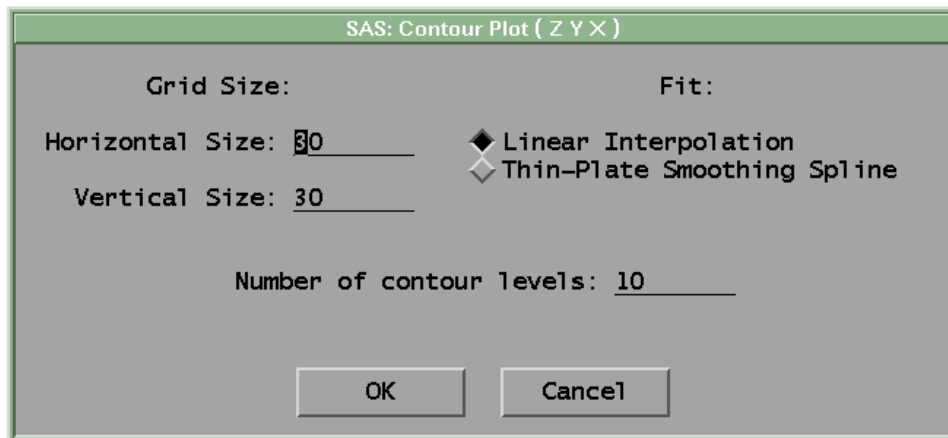 SAS: Contour Plot ( Z Y X )
Grid Size:
Fit:
Horizontal Size: 30
Linear Interpolation
Thin-Plate Smoothing Spline
Vertical Size: 30
Number of contour levels: 10
OK
Cancel